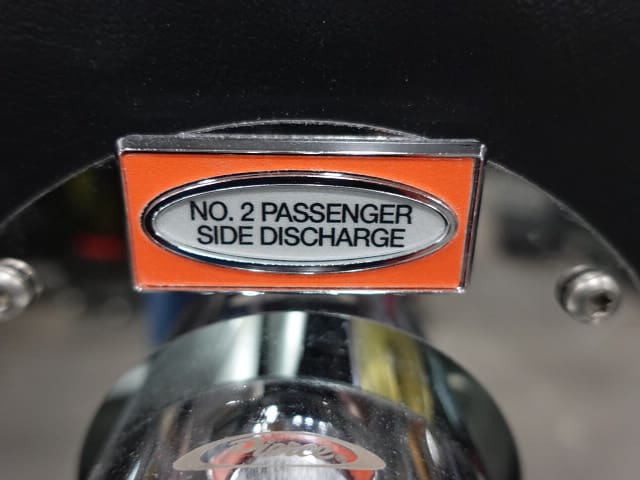 NO. 2 PASSENGER
SIDE DISCHARGE